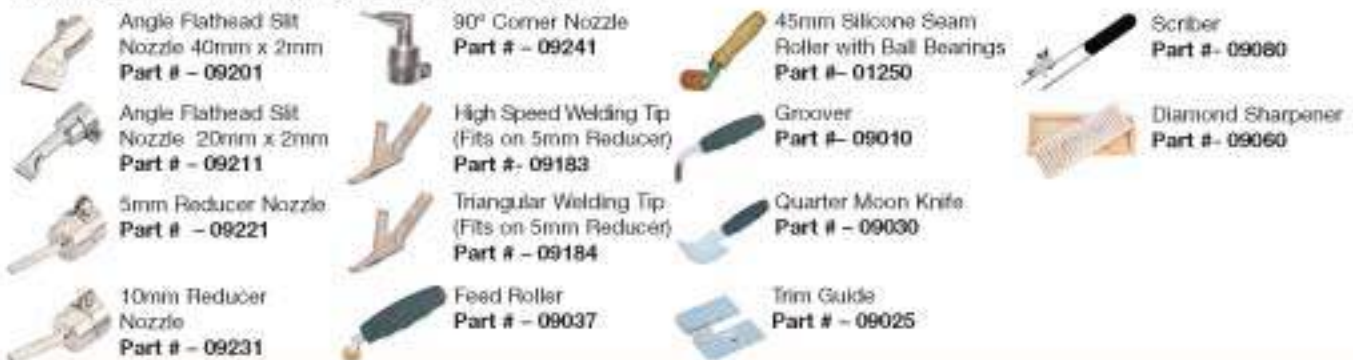 Angle Flathead Slit
Nozzle 40mm x 2mm
Part # – 09201
Angle Flathead Slit
Nozzle 20mm x 2mm
Part # – 09211
5mm Reducer Nozzle
Part # – 09221
10mm Reducer
Nozzle
Part # – 09231
90º Corner Nozzle
Part # – 09241
High Speed Welding Tip
(Fits on 5mm Reducer)
Part #- 09183
Triangular Welding Tip
(Fits on 5mm Reducer)
Part # – 09184
Feed Roller
Part # – 09037
45mm Silicone Seam
Roller with Ball Bearings
Part #– 01250
Groover
Part #– 09010
Quarter Moon Knife
Part # – 09030
Trim Guide
Part # – 09025
Scriber
Part #- 09080
Diamond Sharpener
Part #- 09060